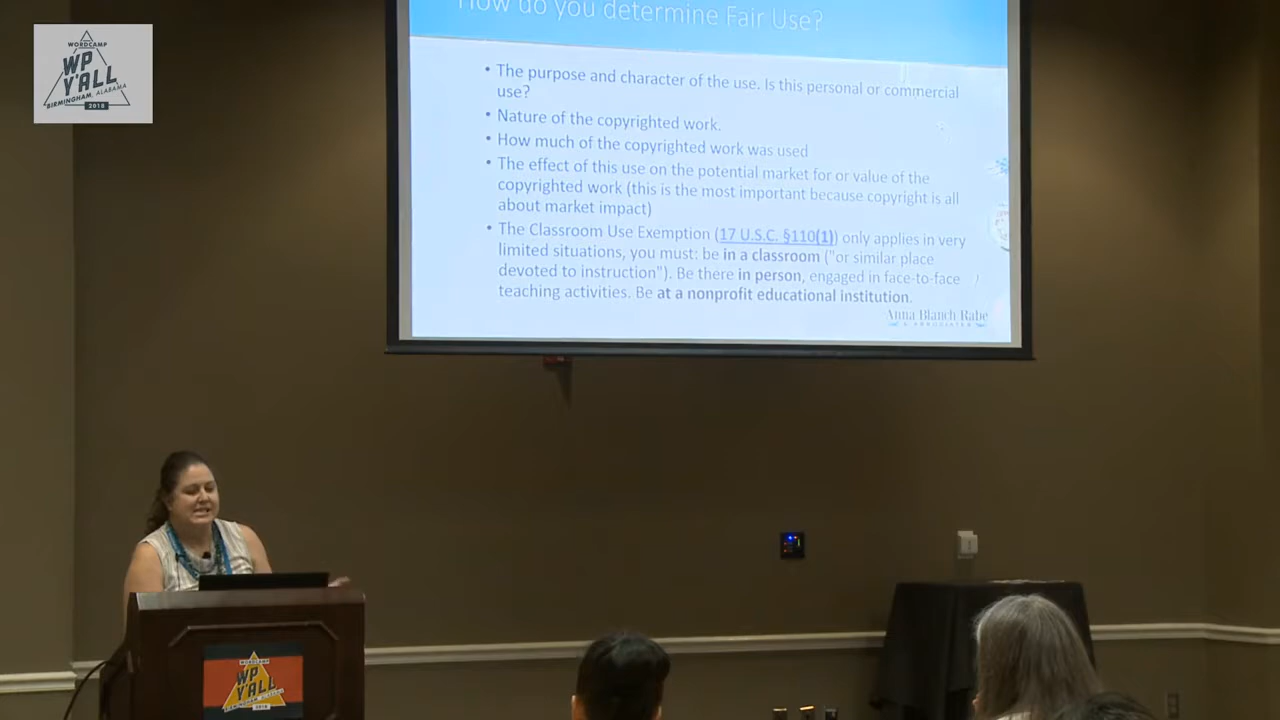 WORDCAMP
WP
Y'ALL
BIRMINGHAM, ALABAMA
2018
How do you determine Fair Use?
• The purpose and character of the use. Is this personal or commercial
use?
• Nature of the copyrighted work.
• How much of the copyrighted work was used
• The effect of this use on the potential market for or value of the
copyrighted work (this is the most important because copyright is all
about market impact)
• The Classroom Use Exemption (17 U.S.C. §110(1)) only applies in very
limited situations, you must: be in a classroom ("or similar place
devoted to instruction"). Be there in person, engaged in face-to-face
teaching activities. Be at a nonprofit educational institution.
Anna Blanch Rabe
& ASSOCIATES
WORDCAMP
WP
Y'ALL
BIRMINGHAM, ALABAMA
2018